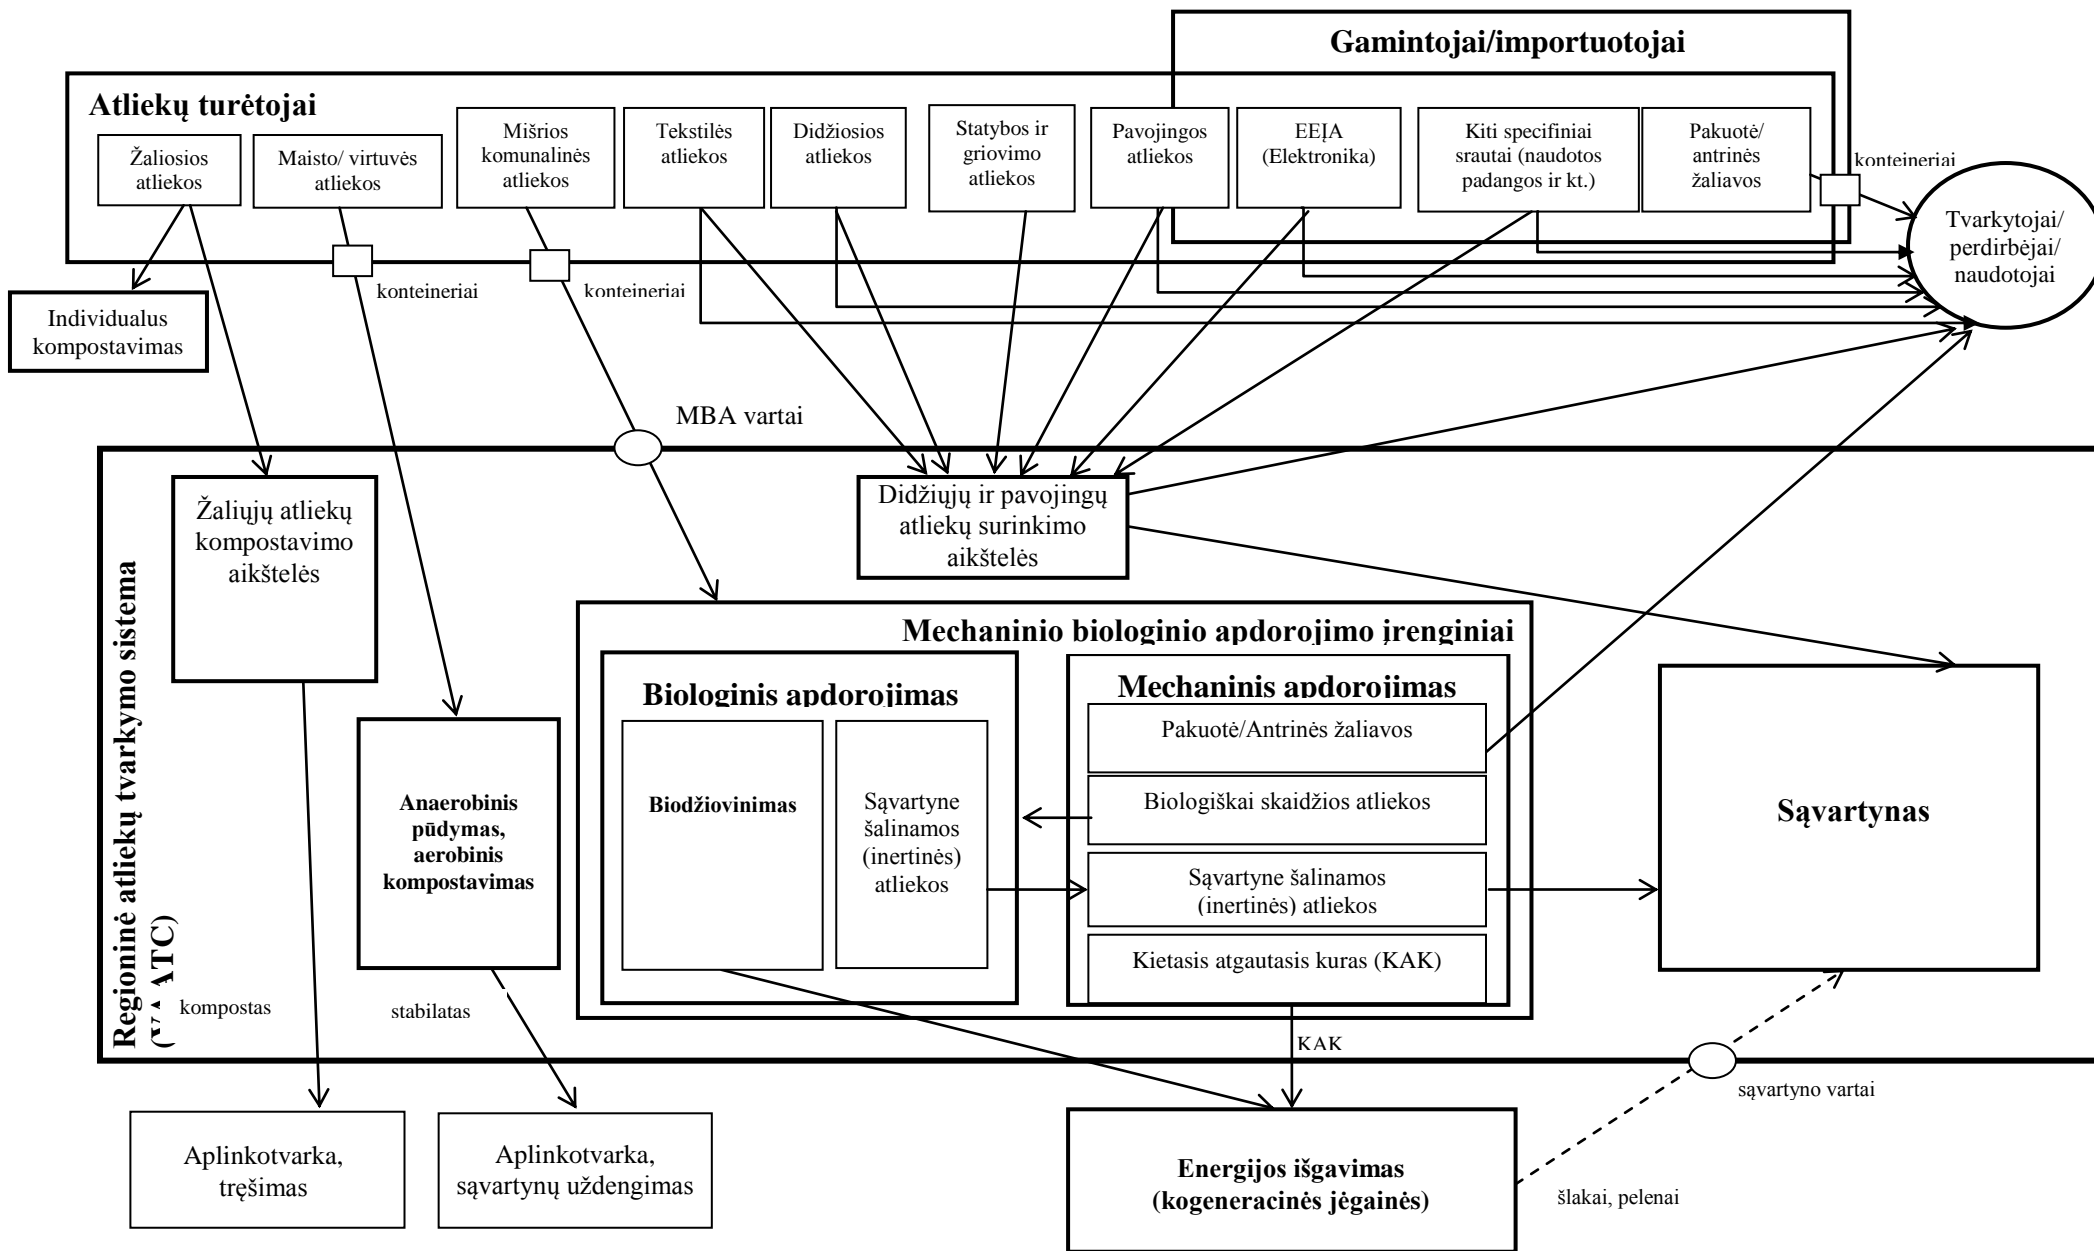 Gamintojai/importuotojai
Atliekų turėtojai
Žaliosios
atliekos
Maisto/ virtuvės
atliekos
Mišrios
komunalinės
atliekos
Tekstilės
atliekos
Didžiosios
atliekos
Statybos ir
griovimo
atliekos
Pavojingos
atliekos
EEĮA
(Elektronika)
Kiti specifiniai
srautai (naudotos
padangos ir kt.)
Pakuotė/
antrinės
žaliavos
konteineriai
Tvarkytojai/
perdirbėjai/
naudotojai
konteineriai
konteineriai
Individualus
kompostavimas
MBA vartai
Regioninė atliekų tvarkymo sistema
Žaliųjų atliekų
kompostavimo
aikštelės
Didžiųjų ir pavojingų
atliekų surinkimo
aikštelės
Mechaninio biologinio apdorojimo įrenginiai
Biologinis apdorojimas
Mechaninis apdorojimas
Biodžiovinimas
Sąvartyne
šalinamos
(inertinės)
atliekos
Pakuotė/Antrinės žaliavos
Biologiškai skaidžios atliekos
Sąvartyne šalinamos
(inertinės) atliekos
Kietasis atgautasis kuras (KAK)
Anaerobinis
pūdymas,
aerobinis
kompostavimas
Sąvartynas
kompostas
stabilatas
KAK
sąvartyno vartai
Aplinkotvarka,
tręšimas
Aplinkotvarka,
sąvartynų uždengimas
Energijos išgavimas
(kogeneracinės jėgainės)
šlakai, pelenai